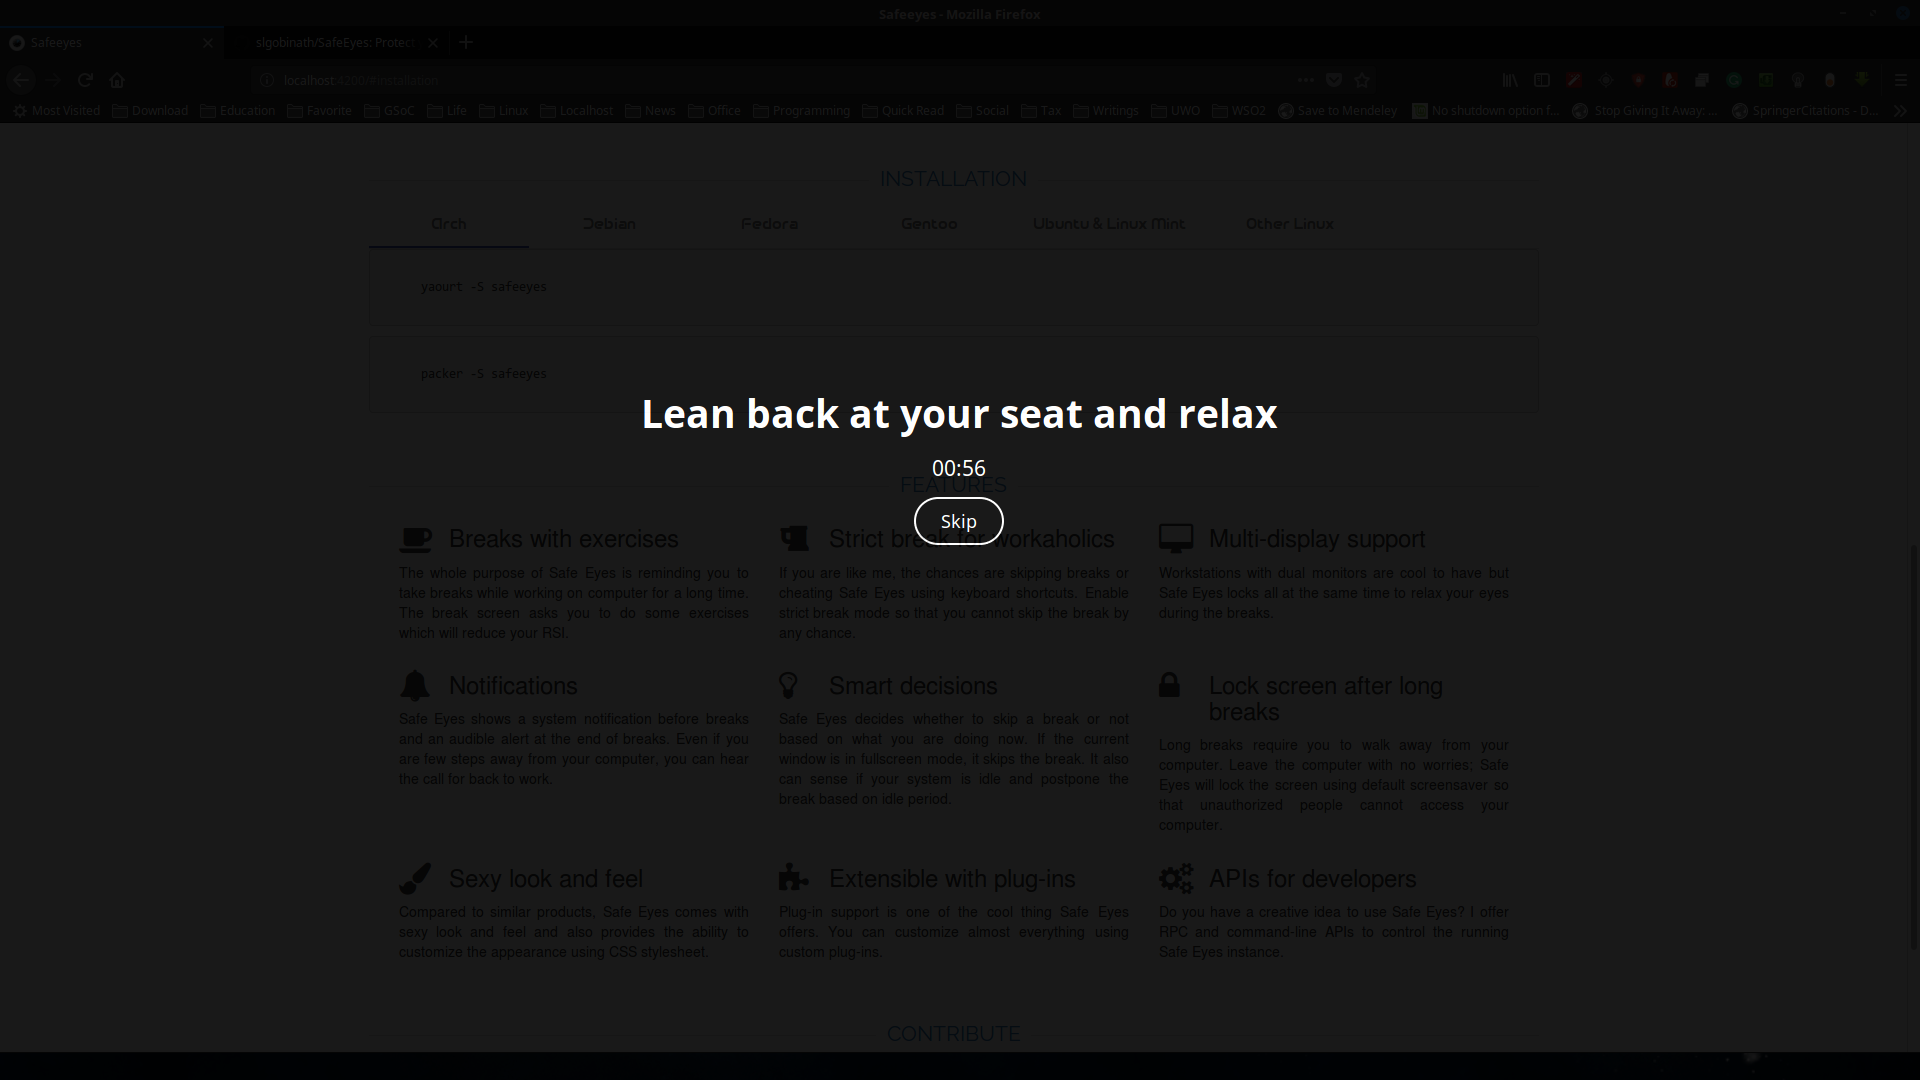 Safeeyes - Mozilla Firefox
Safeeyes
slgobinath/SafeEyes: Protect
localhost:4200/#installation
Most Visited Download Education Favorite GSoC Life Linux Localhost News Office Programming Quick Read Social Tax Writings UWO WSO2 Save to Mendeley No shutdown option f... Stop Giving It Away: ... SpringerCitations - D...
INSTALLATION
Arch Debian Fedora Gentoo Ubuntu & Linux Mint Other Linux
yaourt -S safeeyes
packer -S safeeyes
Lean back at your seat and relax
00:56
FEATURES
Skip
Breaks with exercises
The whole purpose of Safe Eyes is reminding you to
take breaks while working on computer for a long time.
The break screen asks you to do some exercises
which will reduce your RSI.
Strict break for workaholics
If you are like me, the chances are skipping breaks or
cheating Safe Eyes using keyboard shortcuts. Enable
strict break mode so that you cannot skip the break by
any chance.
Multi-display support
Workstations with dual monitors are cool to have but
Safe Eyes locks all at the same time to relax your eyes
during the breaks.
Notifications
Safe Eyes shows a system notification before breaks
and an audible alert at the end of breaks. Even if you
are few steps away from your computer, you can hear
the call for back to work.
Smart decisions
Safe Eyes decides whether to skip a break or not
based on what you are doing now. If the current
window is in fullscreen mode, it skips the break. It also
can sense if your system is idle and postpone the
break based on idle period.
Lock screen after long
breaks
Long breaks require you to walk away from your
computer. Leave the computer with no worries; Safe
Eyes will lock the screen using default screensaver so
that unauthorized people cannot access your
computer.
Sexy look and feel
Compared to similar products, Safe Eyes comes with
sexy look and feel and also provides the ability to
customize the appearance using CSS stylesheet.
Extensible with plug-ins
Plug-in support is one of the cool thing Safe Eyes
offers. You can customize almost everything using
custom plug-ins.
APIs for developers
Do you have a creative idea to use Safe Eyes? I offer
RPC and command-line APIs to control the running
Safe Eyes instance.
CONTRIBUTE